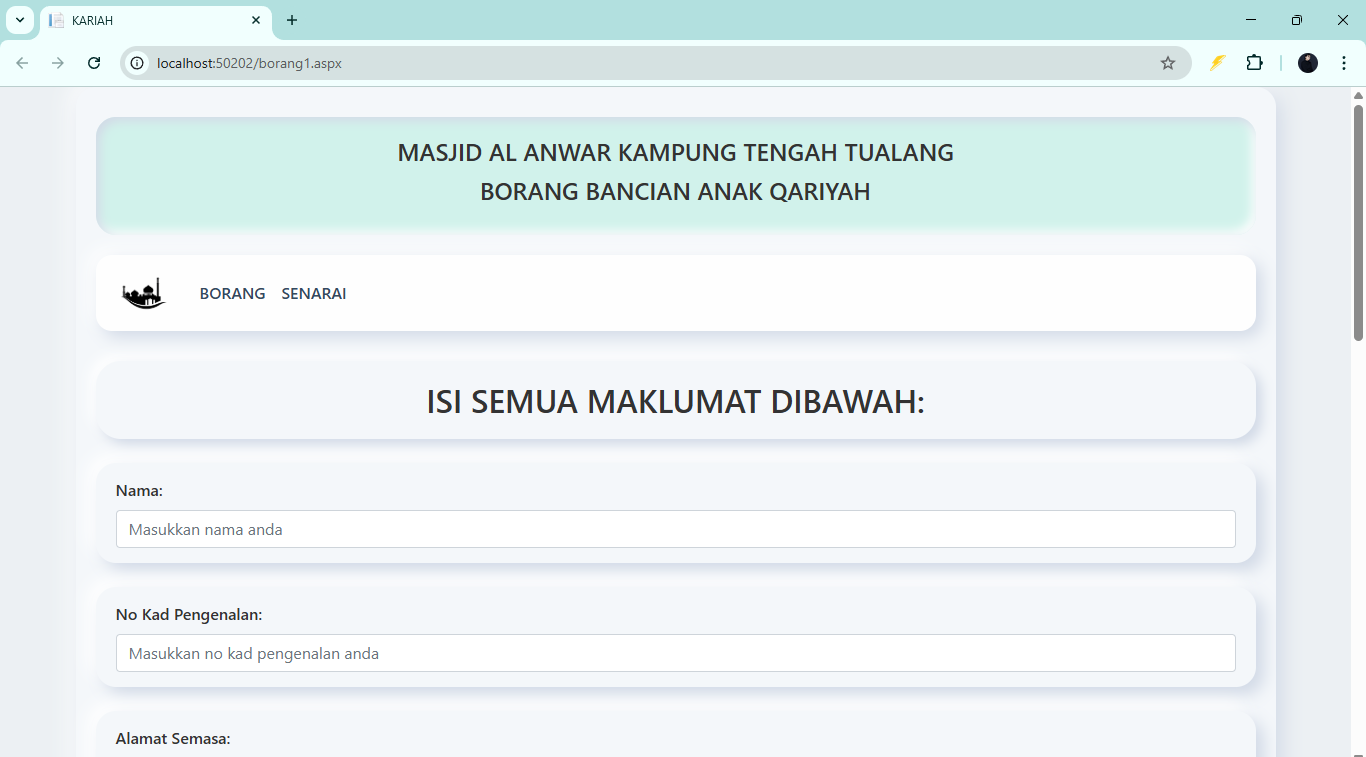 KARIAH
localhost:50202/borang1.aspx
MASJID AL ANWAR KAMPUNG TENGAH TUALANG
BORANG BANCIAN ANAK QARIYAH
BORANG SENARAI
ISI SEMUA MAKLUMAT DIBAWAH:
Nama:
Masukkan nama anda
No Kad Pengenalan:
Masukkan no kad pengenalan anda
Alamat Semasa: